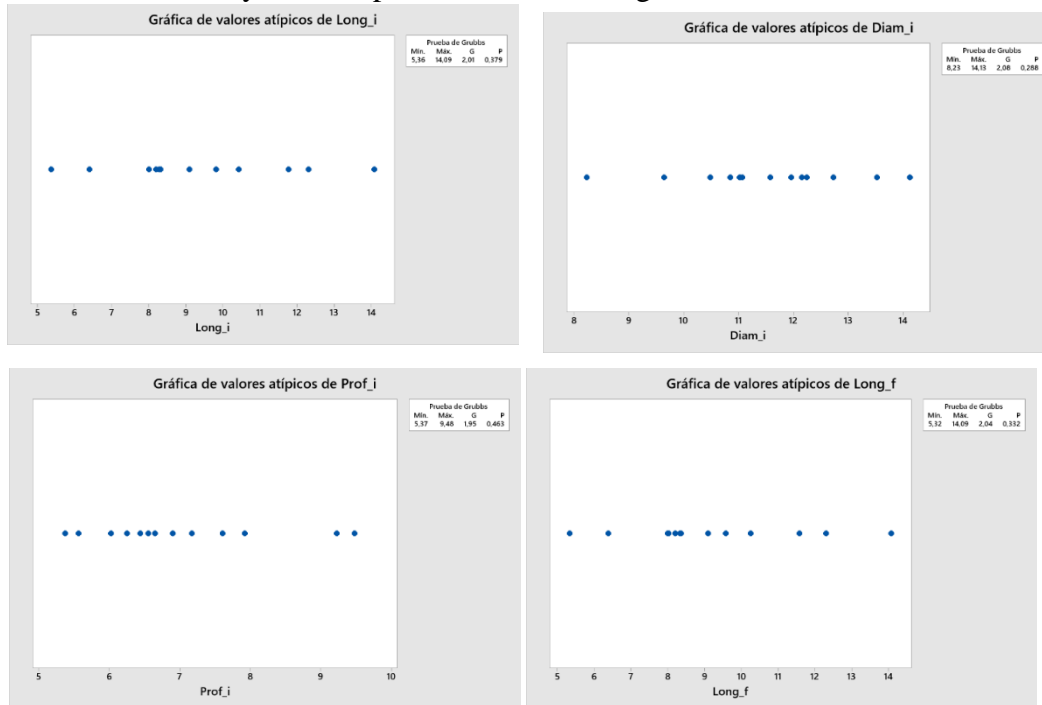 Gráfica de valores atípicos de Long_i
Prueba de Grubbs
Mín. Máx. G P
5,36 14,09 2,01 0,379
5 6 7 8 9 10 11 12 13 14
Long_i
Gráfica de valores atípicos de Diam_i
Prueba de Grubbs
Mín. Máx. G P
8,23 14,13 2,08 0,288
8 9 10 11 12 13 14
Diam_i
Gráfica de valores atípicos de Prof_i
Prueba de Grubbs
Mín. Máx. G P
5,37 9,48 1,95 0,463
5 6 7 8 9 10
Prof_i
Gráfica de valores atípicos de Long_f
Prueba de Grubbs
Mín. Máx. G P
5,32 14,09 2,04 0,332
5 6 7 8 9 10 11 12 13 14
Long_f